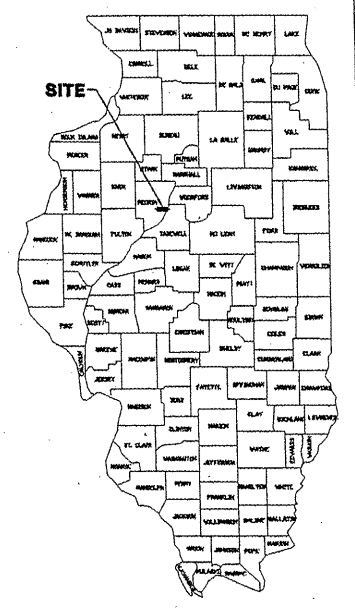 JO DAVIESS STEPHENSON WINNEBAGO BOONE MC HENRY LAKE
CARROLL OGLE
DE KALB KANE DU PAGE COOK
WHITESIDE LEE
SITE
KENDALL WILL
ROCK ISLAND HENRY BUREAU LA SALLE GRUNDY
MERCER PUTNAM
STARK MARSHALL KANKAKEE
HENDERSON WARREN KNOX PEORIA WOODFORD LIVINGSTON
IROQUOIS
HANCOCK MC DONOUGH FULTON TAZEWELL MC LEAN FORD
SCHUYLER MASON
LOGAN DE WITT CHAMPAIGN VERMILION
ADAMS BROWN CASS MENARD PIATT
MACON
SCOTT MORGAN SANGAMON MOULTRIE DOUGLAS EDGAR
PIKE CHRISTIAN COLES
GREENE SHELBY
CALHOUN MACOUPIN MONTGOMERY CUMBERLAND CLARK
JERSEY
FAYETTE EFFINGHAM JASPER CRAWFORD
MADISON BOND
CLAY RICHLAND LAWRENCE
CLINTON MARION
ST. CLAIR WAYNE EDWARDS WABASH
WASHINGTON JEFFERSON
MONROE
RANDOLPH PERRY HAMILTON WHITE
FRANKLIN
JACKSON WILLIAMSON SALINE GALLATIN
UNION JOHNSON POPE HARDIN
ALEXANDER PULASKI MASSAC